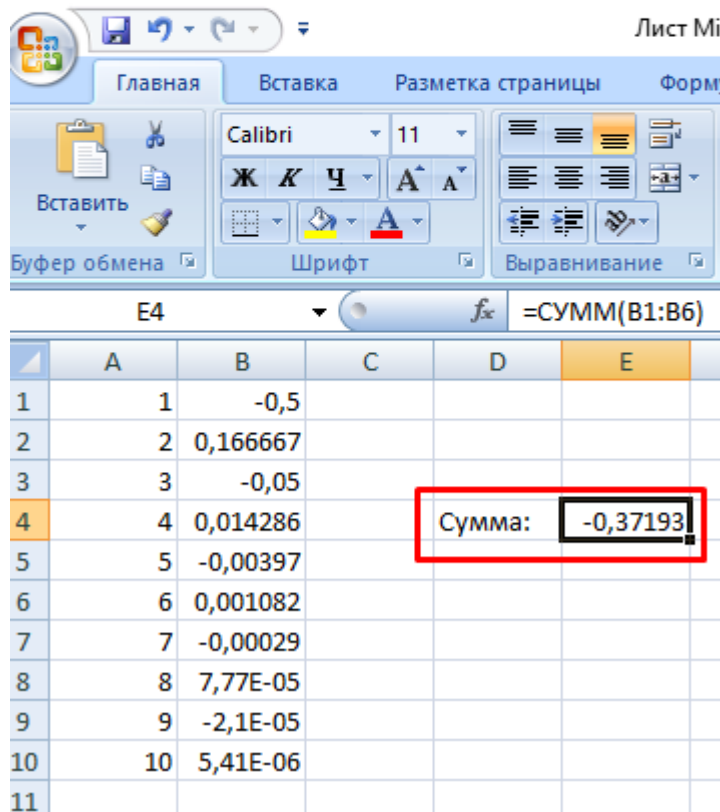 Лист Mi
Главная Вставка Разметка страницы Форму
Calibri 11
Вставить Ж К Ч А А
А
Буфер обмена Шрифт Выравнивание
E4 fx =СУММ(B1:B6)
A B C D E
1 1 -0,5
2 2 0,166667
3 3 -0,05
4 4 0,014286 Сумма: -0,37193
5 5 -0,00397
6 6 0,001082
7 7 -0,00029
8 8 7,77E-05
9 9 -2,1E-05
10 10 5,41E-06
11